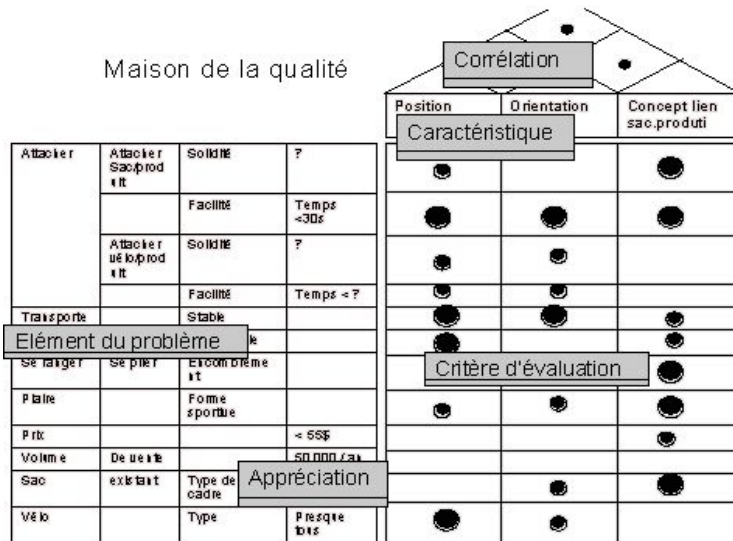 Maison de la qualité
Corrélation
Position Orientation Concept lien
sac.produti
Caractéristique
Attacher Attacher Solidité ?
Sac/prod
uit
Facilité Temps
<30s
Attacher Solidité ?
vélo/prod
uit
Facilité Temps < ?
Transporte Stable
Elément du problème
Se ranger Se plier Encombreme
nt
Critère d'évaluation
Plaire Forme
sportive
Prix < 55$
Volume De vente 50 000 / an
Sac existant Type de
cadre
Appréciation
Vélo Type Presque
tous